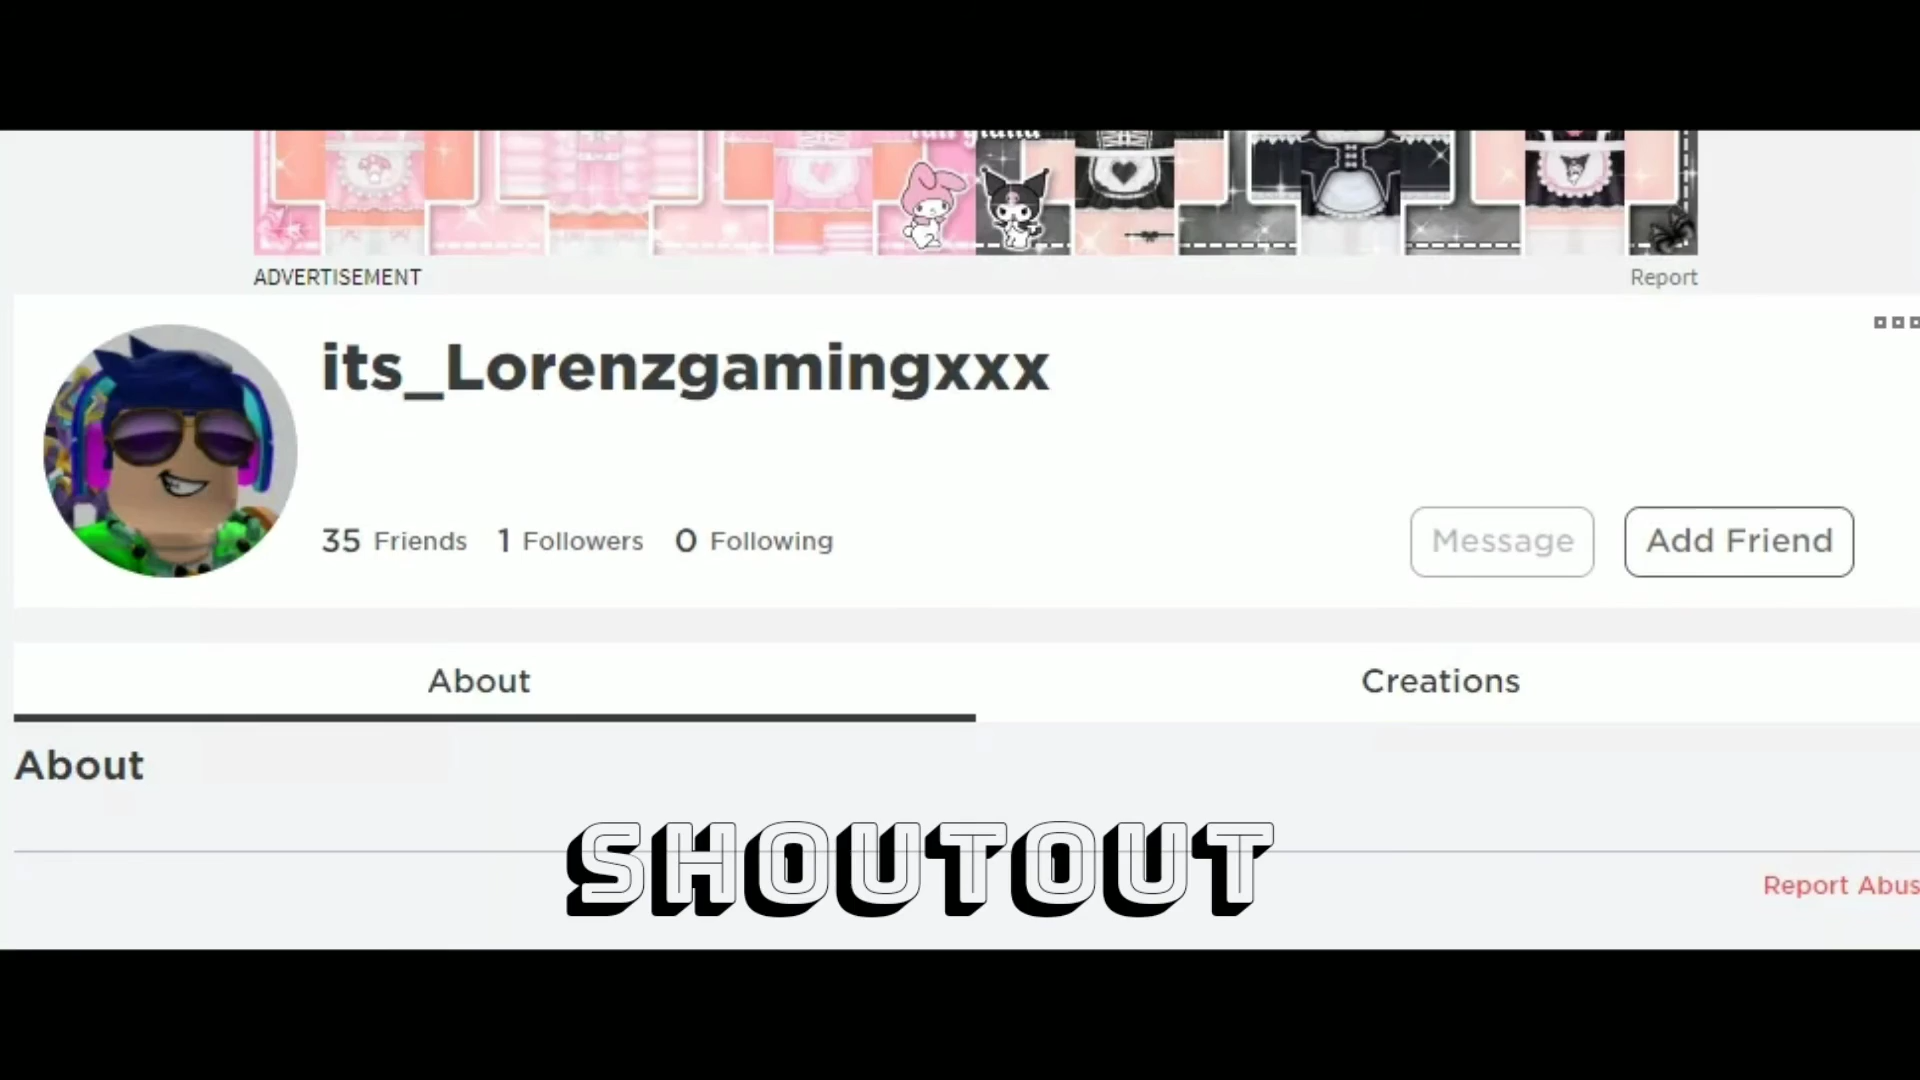 ADVERTISEMENT
Report
its_Lorenzgamingxxx
35 Friends 1 Followers 0 Following
Message
Add Friend
About
Creations
About
SHOUTOUT
Report Abus